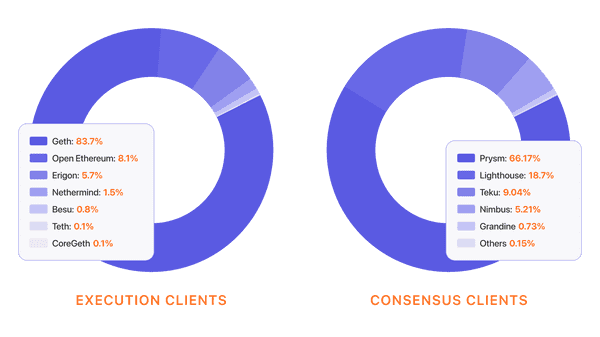 Geth: 83.7%
Open Ethereum: 8.1%
Erigon: 5.7%
Nethermind: 1.5%
Besu: 0.8%
Teth: 0.1%
CoreGeth 0.1%
EXECUTION CLIENTS
Prysm: 66.17%
Lighthouse: 18.7%
Teku: 9.04%
Nimbus: 5.21%
Grandine 0.73%
Others 0.15%
CONSENSUS CLIENTS